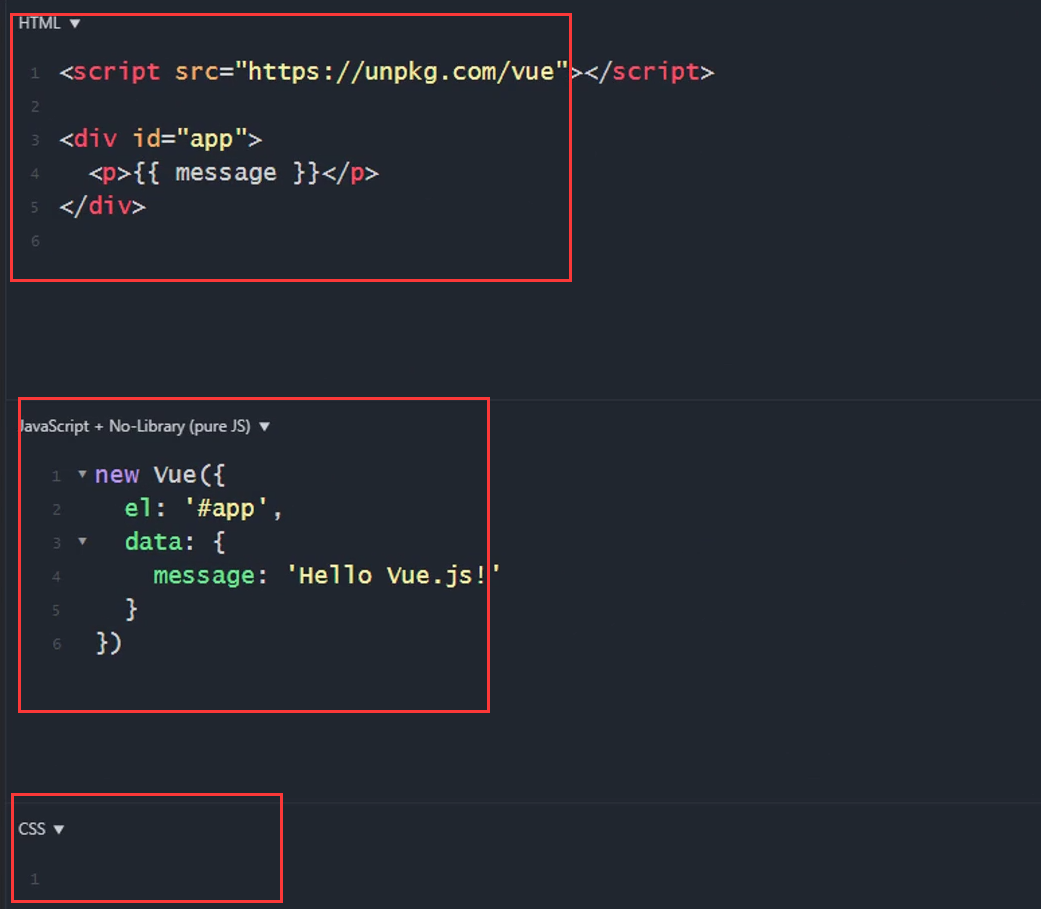 HTML ▼
1 <script src="https://unpkg.com/vue"></script>
2
3 <div id="app">
4   <p>{{ message }}</p>
5 </div>
6
JavaScript + No-Library (pure JS) ▼
1 ▼ new Vue({
2     el: '#app',
3 ▼   data: {
4       message: 'Hello Vue.js!'
5     }
6   })
CSS ▼
1